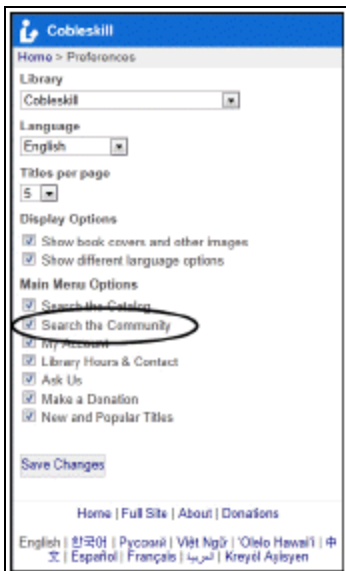 Cobleskill
Home > Preferences
Library
Cobleskill
Language
English
Titles per page
5
Display Options
Show book covers and other images
Show different language options
Main Menu Options
Search the Catalog
Search the Community
My Account
Library Hours & Contact
Ask Us
Make a Donation
New and Popular Titles
Save Changes
Home | Full Site | About | Donations
English | 한국어 | Русский | Việt Ngữ | 'Ōlelo Hawai'i | 中
文 | Español | Français | العربية | Kreyòl Ayisyen